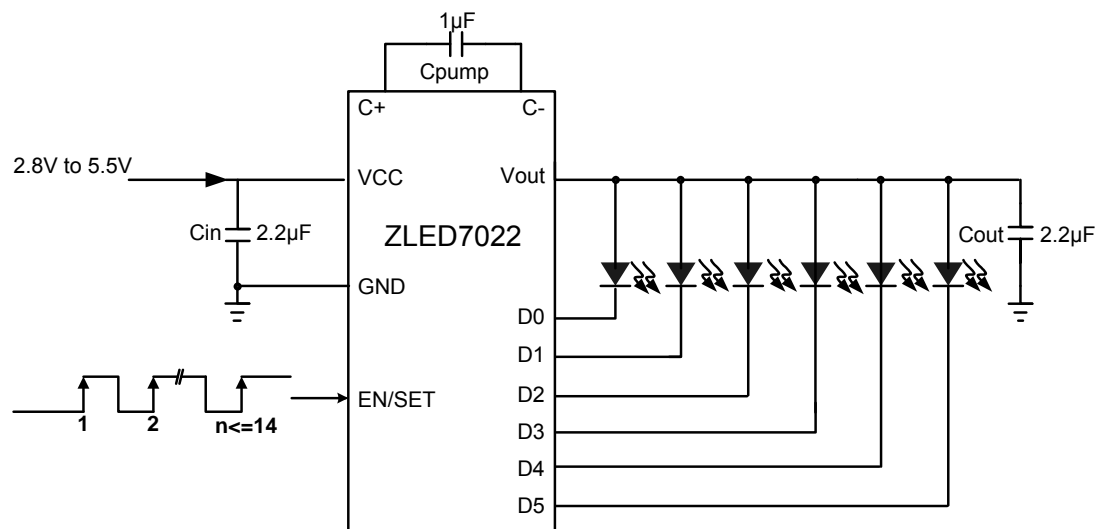 1µF
Cpump
C+ C-
2.8V to 5.5V
VCC Vout
Cin 2.2µF
ZLED7022
Cout 2.2µF
GND
D0
D1
D2
EN/SET
1 2 n<=14
D3
D4
D5